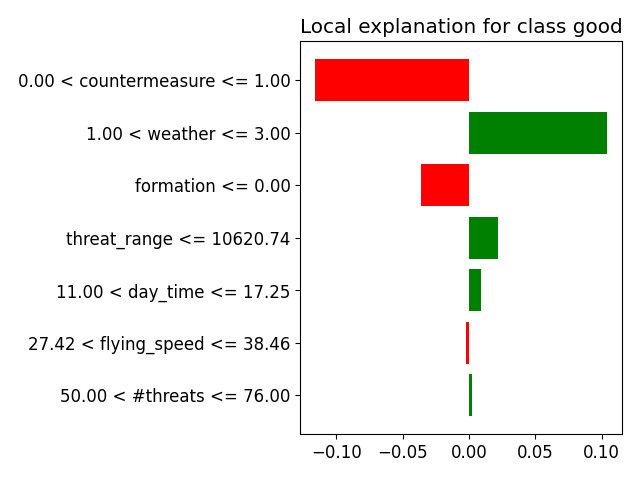 Local explanation for class good
0.00 < countermeasure <= 1.00
1.00 < weather <= 3.00
formation <= 0.00
threat_range <= 10620.74
11.00 < day_time <= 17.25
27.42 < flying_speed <= 38.46
50.00 < #threats <= 76.00
−0.10 −0.05 0.00 0.05 0.10